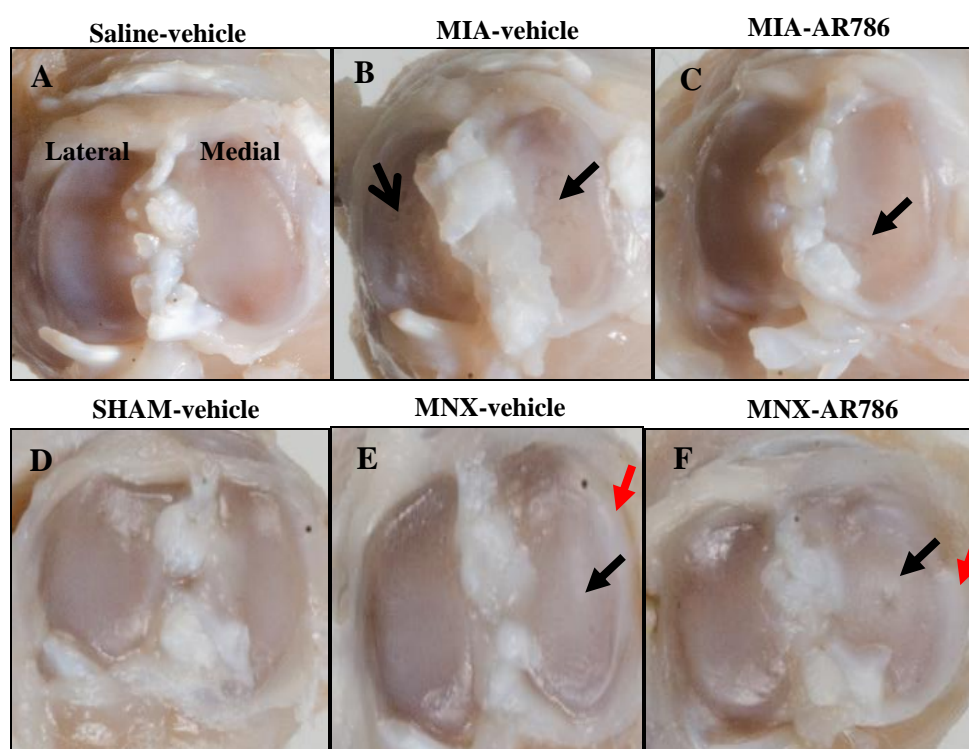 Saline-vehicle MIA-vehicle MIA-AR786
A B C
Lateral Medial
SHAM-vehicle MNX-vehicle MNX-AR786
D E F